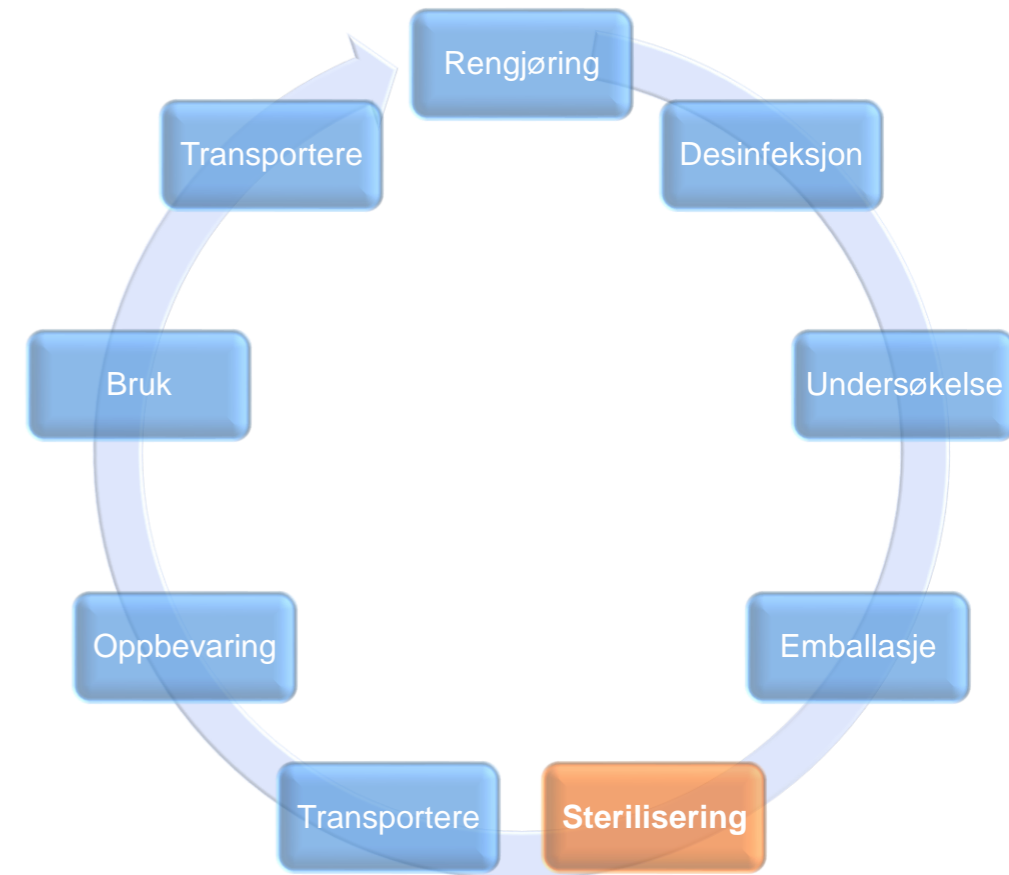 Rengjøring
Desinfeksjon
Undersøkelse
Emballasje
Sterilisering
Transportere
Oppbevaring
Bruk
Transportere